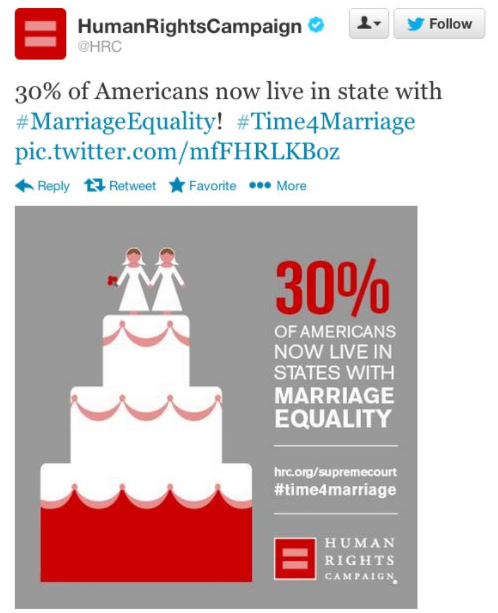 HumanRightsCampaign
Follow
@HRC
30% of Americans now live in state with
#MarriageEquality! #Time4Marriage
pic.twitter.com/mfFHRLKBoz
Reply Retweet Favorite More
30%
OF AMERICANS
NOW LIVE IN
STATES WITH
MARRIAGE
EQUALITY
hrc.org/supremecourt
#time4marriage
HUMAN
RIGHTS
CAMPAIGN